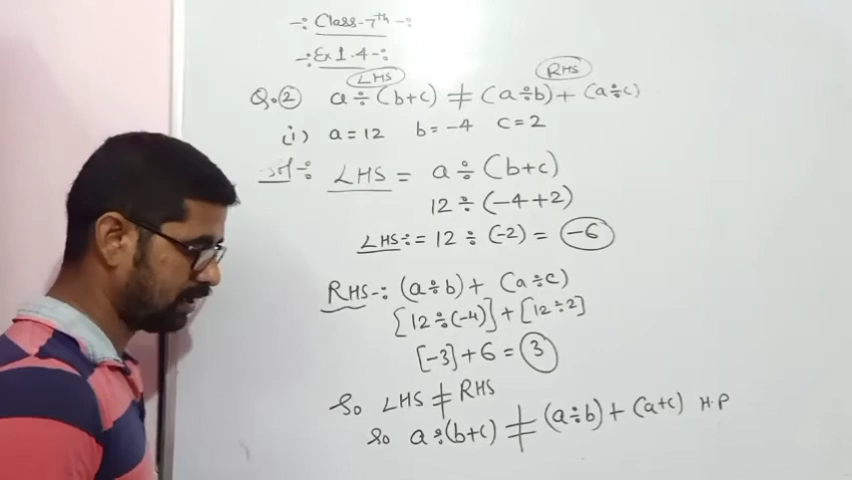 -: Class-7th -:
-: Ex 1.4 -:
LHS RHS
Q.② a÷(b+c) ≠ (a÷b)+(a÷c)
(i) a=12 b=-4 c=2
LHS = a÷(b+c)
12÷(-4+2)
LHS:= 12÷(-2) = -6
RHS-: (a÷b)+(a÷c)
[12÷(-4)]+[12÷2]
[-3]+6=3
So LHS ≠ RHS
So a÷(b+c) ≠ (a÷b)+(a+c) H.P